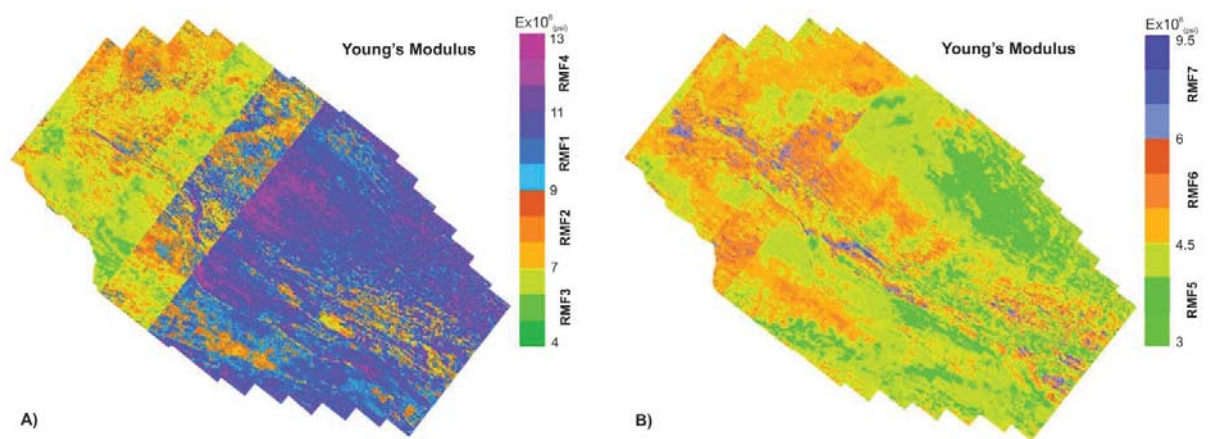 Ex10⁶ (psi)
Young's Modulus
13
RMF4
11
RMF1
9
RMF2
7
RMF3
4
A)
Ex10⁶ (psi)
Young's Modulus
9.5
RMF7
6
RMF6
4.5
RMF5
3
B)